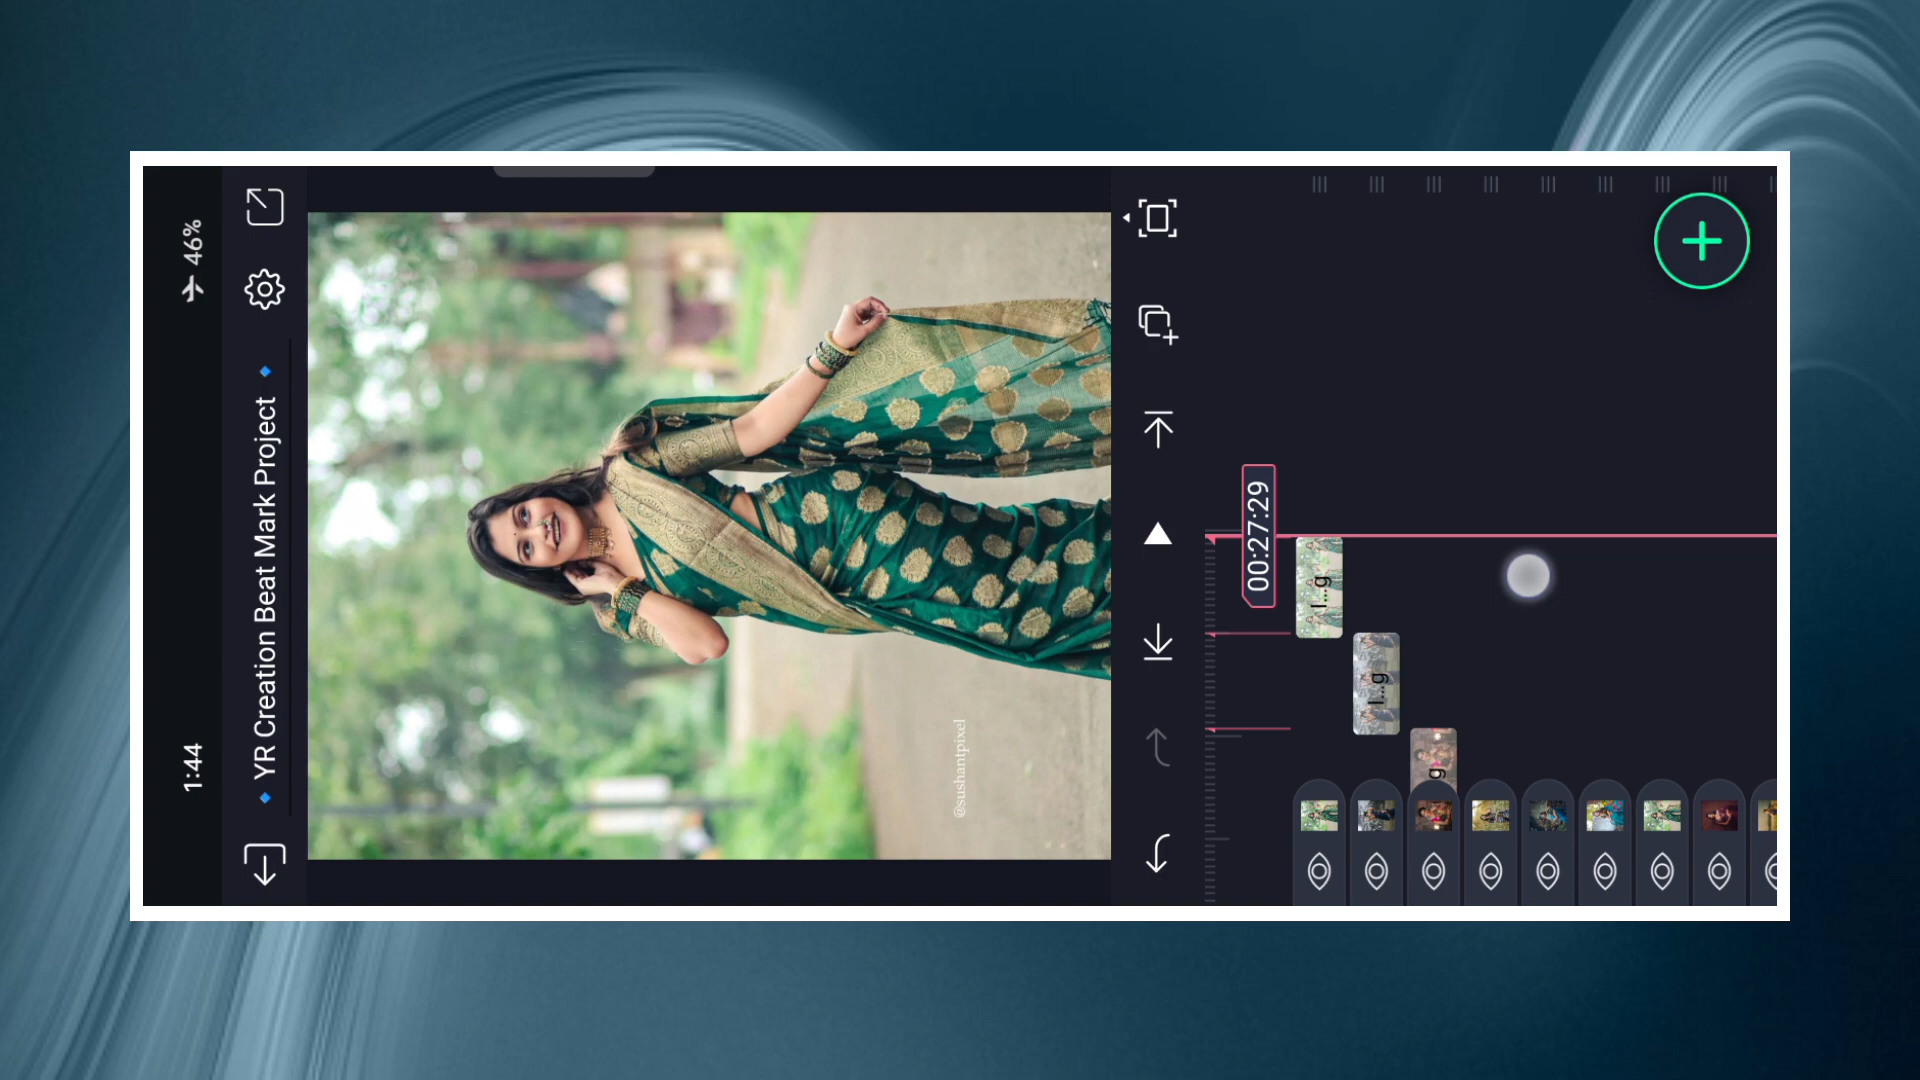 1:44
46%
YR Creation Beat Mark Project
@sushantpixel
00:27:29
I...g
I...g
g